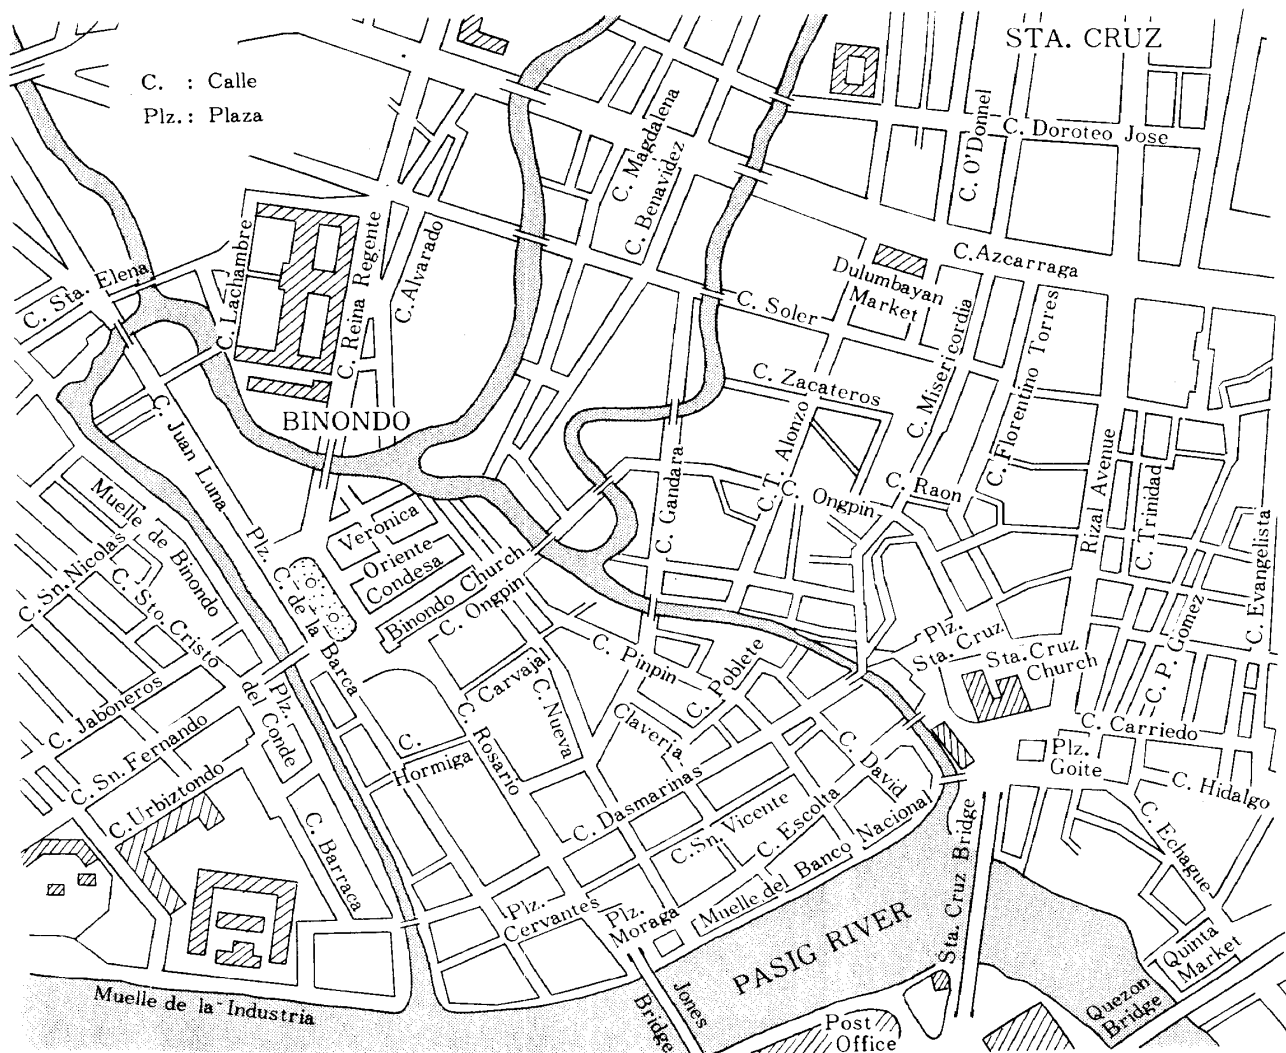 STA. CRUZ
C. : Calle
Plz. : Plaza
C. Magdalena
C. Benavidez
C. O'Donnel
C. Doroteo Jose
C. Lachambre
C. Reina Regente
C. Alvarado
C. Azcarraga
Dulumbayan
Market
C. Sta. Elena
C. Soler
C. Misericordia
C. Florentino Torres
C. Zacateros
C. Juan Luna
BINONDO
C. Gandara
C. T. Alonzo
C. Ongpin
C. Raon
Rizal Avenue
C. Trinidad
C. Evangelista
Muelle de Binondo
Veronica
Oriente
Condesa
Binondo Church
C. Ongpin
C. Sn. Nicolas
C. Sto. Cristo
Plz. C. de la Barca
C. Pinpin
C. Poblete
Plz.
Sta. Cruz
Sta. Cruz
Church
C. P. Gomez
C. Jaboneros
Plz.
del Conde
Carvajal
C. Nueva
C. Rosario
Claveria
C. Carriedo
C. Sn. Fernando
C.
Hormiga
C. David
Plz.
Goite
C. Hidalgo
C. Urbiztondo
C. Dasmarinas
C. Sn. Vicente
C. Escolta
C. Echague
C. Barraca
Muelle del Banco Nacional
Sta. Cruz Bridge
Plz.
Cervantes
Plz.
Moraga
PASIG RIVER
Quinta
Market
Muelle de la Industria
Jones
Bridge
Post
Office
Quezon
Bridge